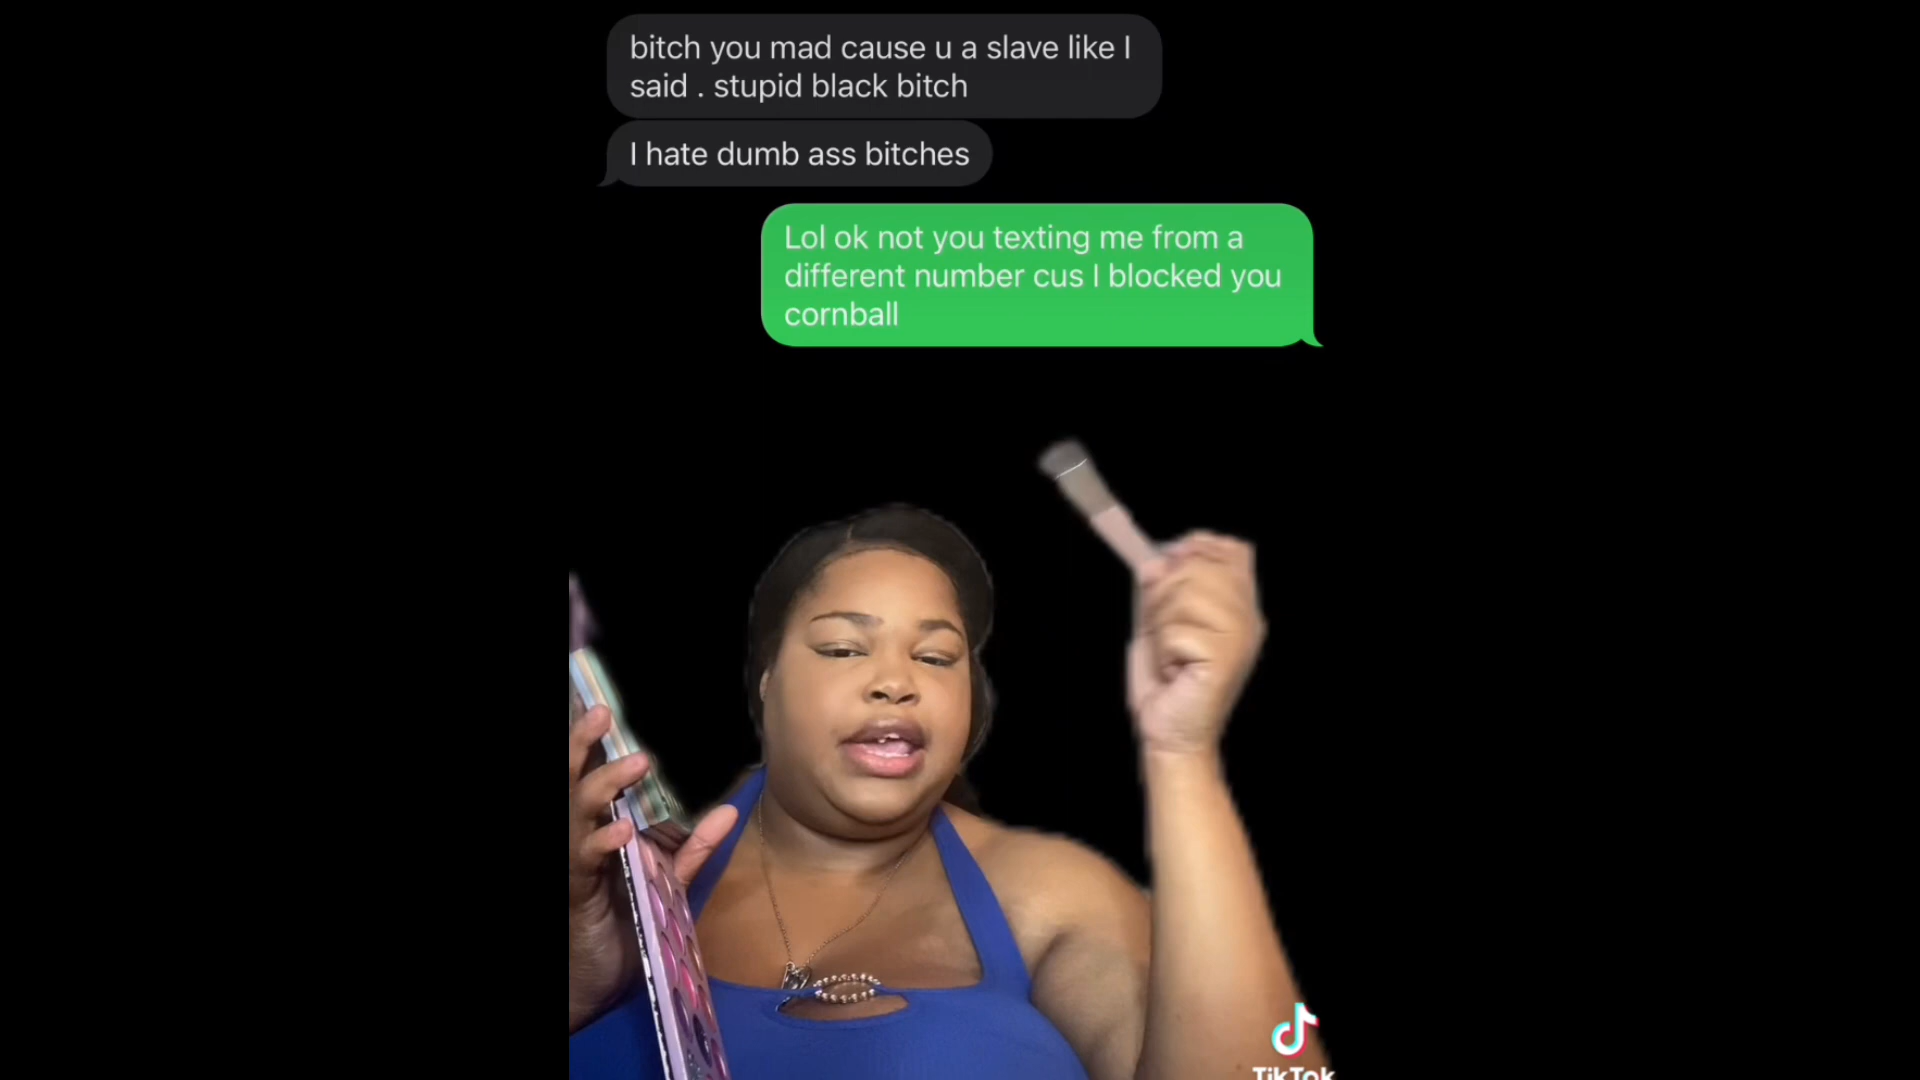 bitch you mad cause u a slave like I
said . stupid black bitch
I hate dumb ass bitches
Lol ok not you texting me from a
different number cus I blocked you
cornball
TikTok